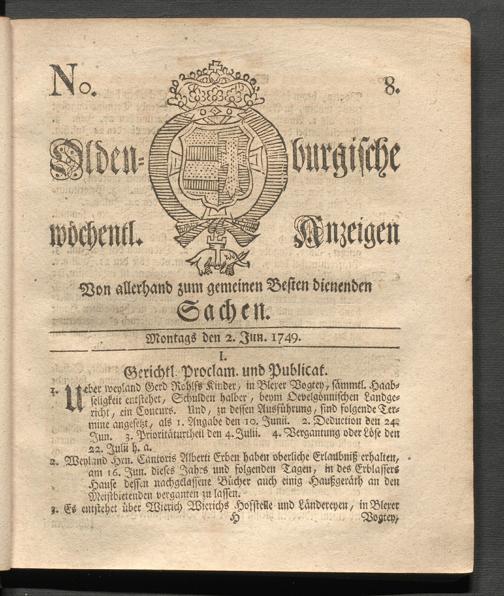 No. 8.
Olden= burgische
wöchentl. Anzeigen
Von allerhand zum gemeinen Besten dienenden
Sachen.
Montags den 2. Jun. 1749.
I.
Gerichtl. Proclam. und Publicat.
1. Ueber weyland Gerd Rohlfs Kinder, in Blexer Vogtey, sämmtl. Haab-
seligkeit entstehet, Schulden halber, beym Oevelgönnischen Landge-
richt, ein Concurs. Und, zu dessen Ausführung, sind folgende Ter-
mine angesetzt, als 1. Angabe den 10. Junii. 2. Deduction den 24.
Jun. 3. Prioritäturtheil den 4. Julii. 4. Vergantung oder Löse den
22. Julii h. a.
2. Weyland Hrn. Cantoris Alberti Erben haben oberliche Erlaubniß erhalten,
am 16. Jun. dieses Jahrs und folgenden Tagen, in des Erblassers
Hause dessen nachgelassene Bücher auch einig Haußgeräth an den
Meistbietenden verganten zu lassen.
3. Es entstehet über Wierich Wierichs Hofstelle und Ländereyen, in Blexer
H Vogtey,